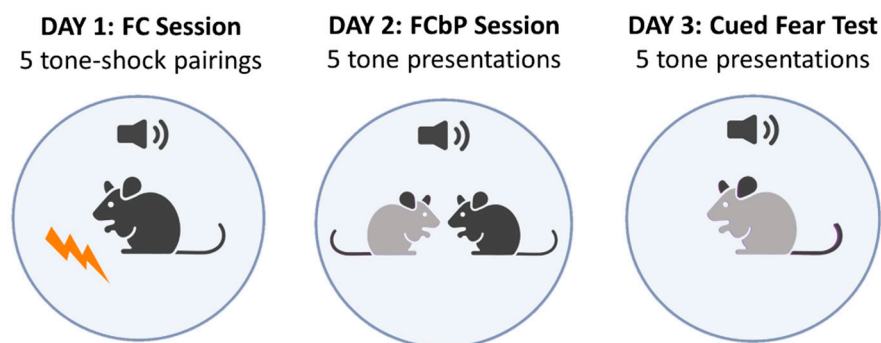 DAY 1: FC Session
5 tone-shock pairings
DAY 2: FCbP Session
5 tone presentations
DAY 3: Cued Fear Test
5 tone presentations